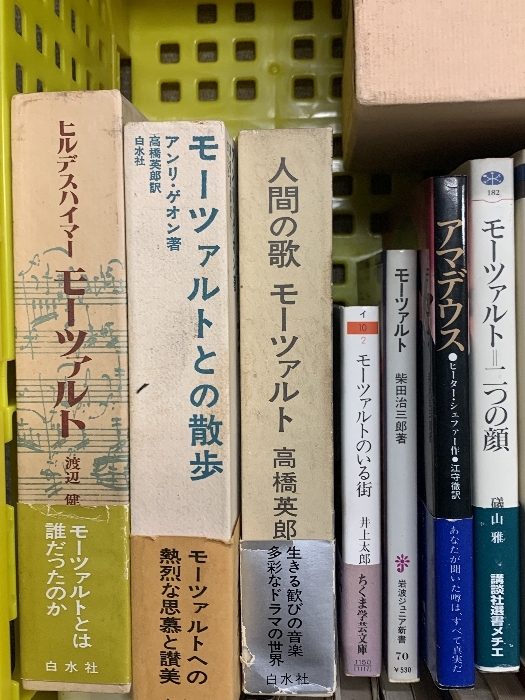 ヒルデスハイマー
モーツァルト
渡辺 健
モーツァルトとは
誰だったのか
白水社
モーツァルトとの散歩
アンリ・ゲオン著
高橋英郎訳
白水社
モーツァルトへの
熱烈な思慕と讃美
人間の歌 モーツァルト 高橋英郎
生きる歓びの音楽
多彩なドラマの世界
白水社
イ
10
2
モーツァルトのいる街 井上太郎
ちくま学芸文庫
モーツァルト 柴田治三郎著
岩波ジュニア新書
70
¥530
アマデウス
●ピーター・シェファー作●江守徹訳
あなたが聞いた噂は、すべて真実だ
182
モーツァルト=二つの顔
礒山 雅
講談社選書メチエ